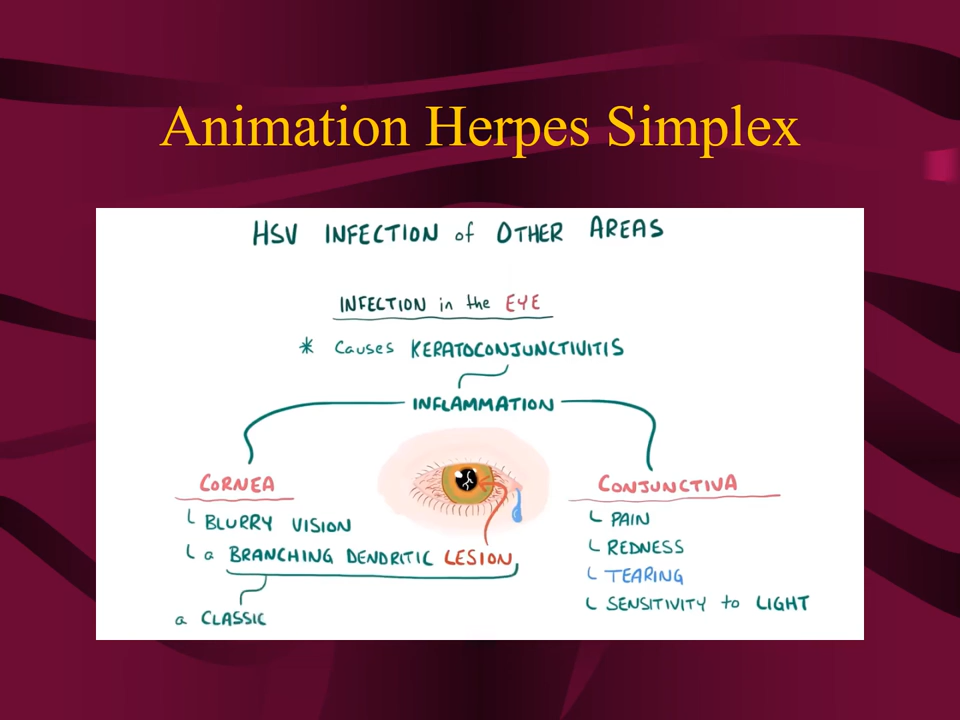 Animation Herpes Simplex
HSV INFECTION of OTHER AREAS
INFECTION in the EYE
* Causes KERATOCONJUNCTIVITIS
INFLAMMATION
CORNEA
BLURRY VISION
a BRANCHING DENDRITIC LESION
a CLASSIC
CONJUNCTIVA
PAIN
REDNESS
TEARING
SENSITIVITY to LIGHT